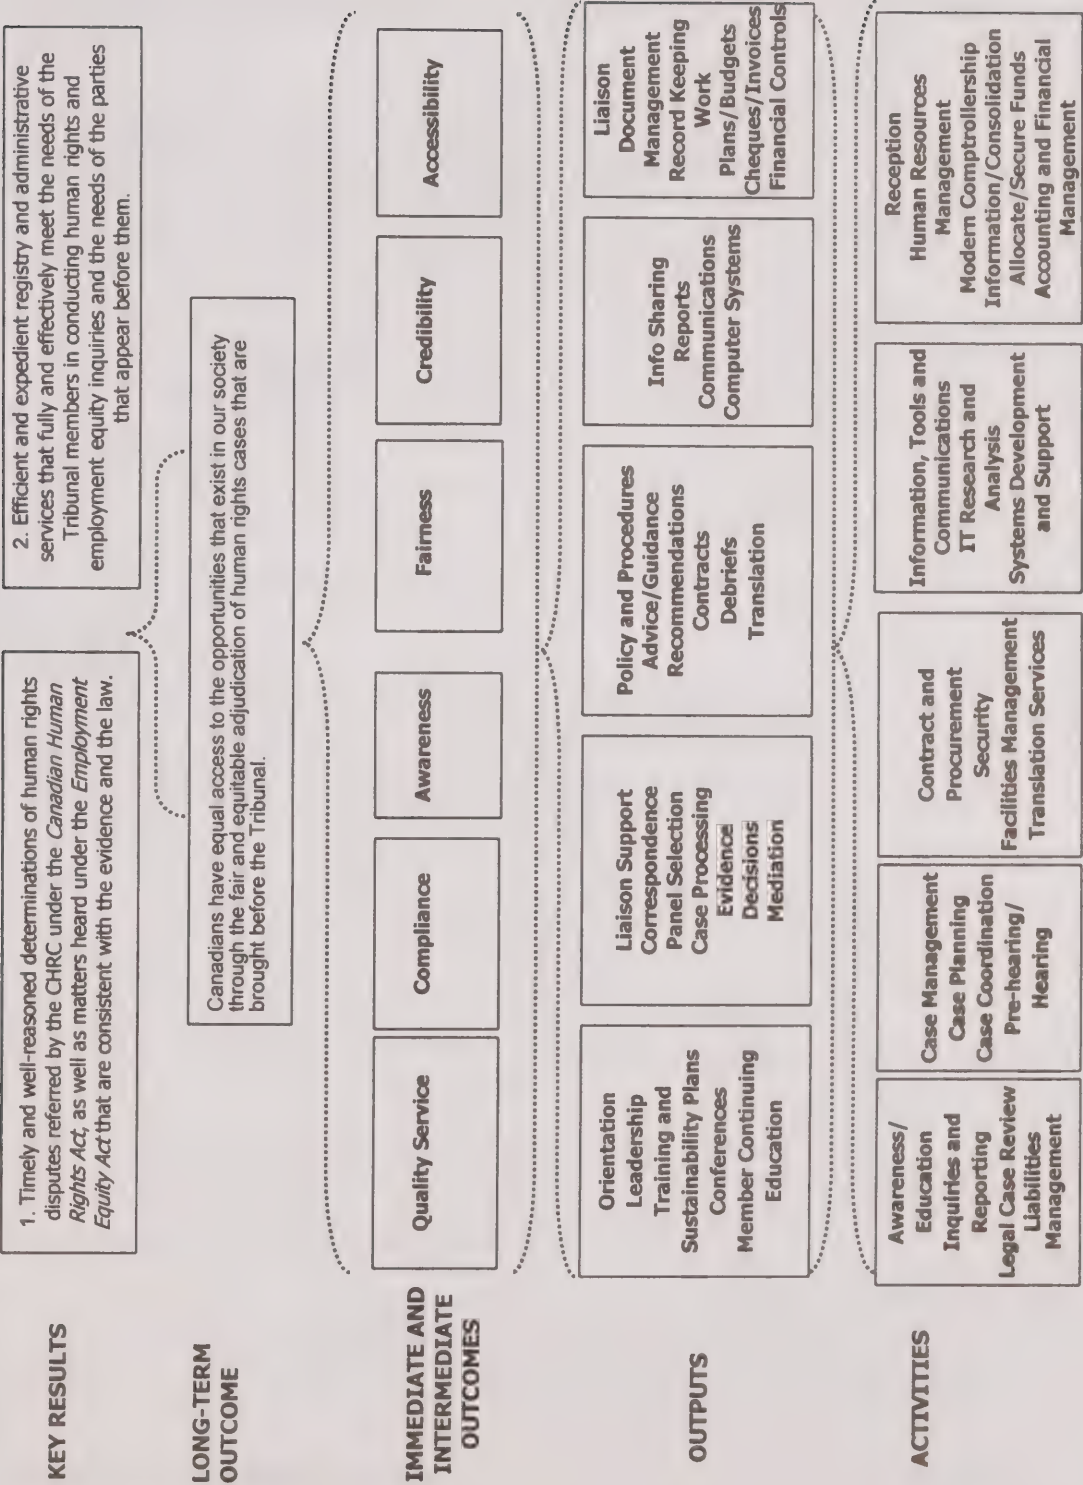 KEY RESULTS
1. Timely and well-reasoned determinations of human rights
disputes referred by the CHRC under the Canadian Human
Rights Act, as well as matters heard under the Employment
Equity Act that are consistent with the evidence and the law.
2. Efficient and expedient registry and administrative
services that fully and effectively meet the needs of the
Tribunal members in conducting human rights and
employment equity inquiries and the needs of the parties
that appear before them.
LONG-TERM
OUTCOME
Canadians have equal access to the opportunities that exist in our society
through the fair and equitable adjudication of human rights cases that are
brought before the Tribunal.
IMMEDIATE AND
INTERMEDIATE
OUTCOMES
Quality Service
Compliance
Awareness
Fairness
Credibility
Accessibility
OUTPUTS
Orientation
Leadership
Training and
Sustainability Plans
Conferences
Member Continuing
Education
Liaison Support
Correspondence
Panel Selection
Case Processing
Evidence
Decisions
Mediation
Policy and Procedures
Advice/Guidance
Recommendations
Contracts
Debriefs
Translation
Info Sharing
Reports
Communications
Computer Systems
Liaison
Document
Management
Record Keeping
Work
Plans/Budgets
Cheques/Invoices
Financial Controls
ACTIVITIES
Awareness/
Education
Inquiries and
Reporting
Legal Case Review
Liabilities
Management
Case Management
Case Planning
Case Coordination
Pre-hearing/
Hearing
Contract and
Procurement
Security
Facilities Management
Translation Services
Information, Tools and
Communications
IT Research and
Analysis
Systems Development
and Support
Reception
Human Resources
Management
Modern Comptrollership
Information/Consolidation
Allocate/Secure Funds
Accounting and Financial
Management